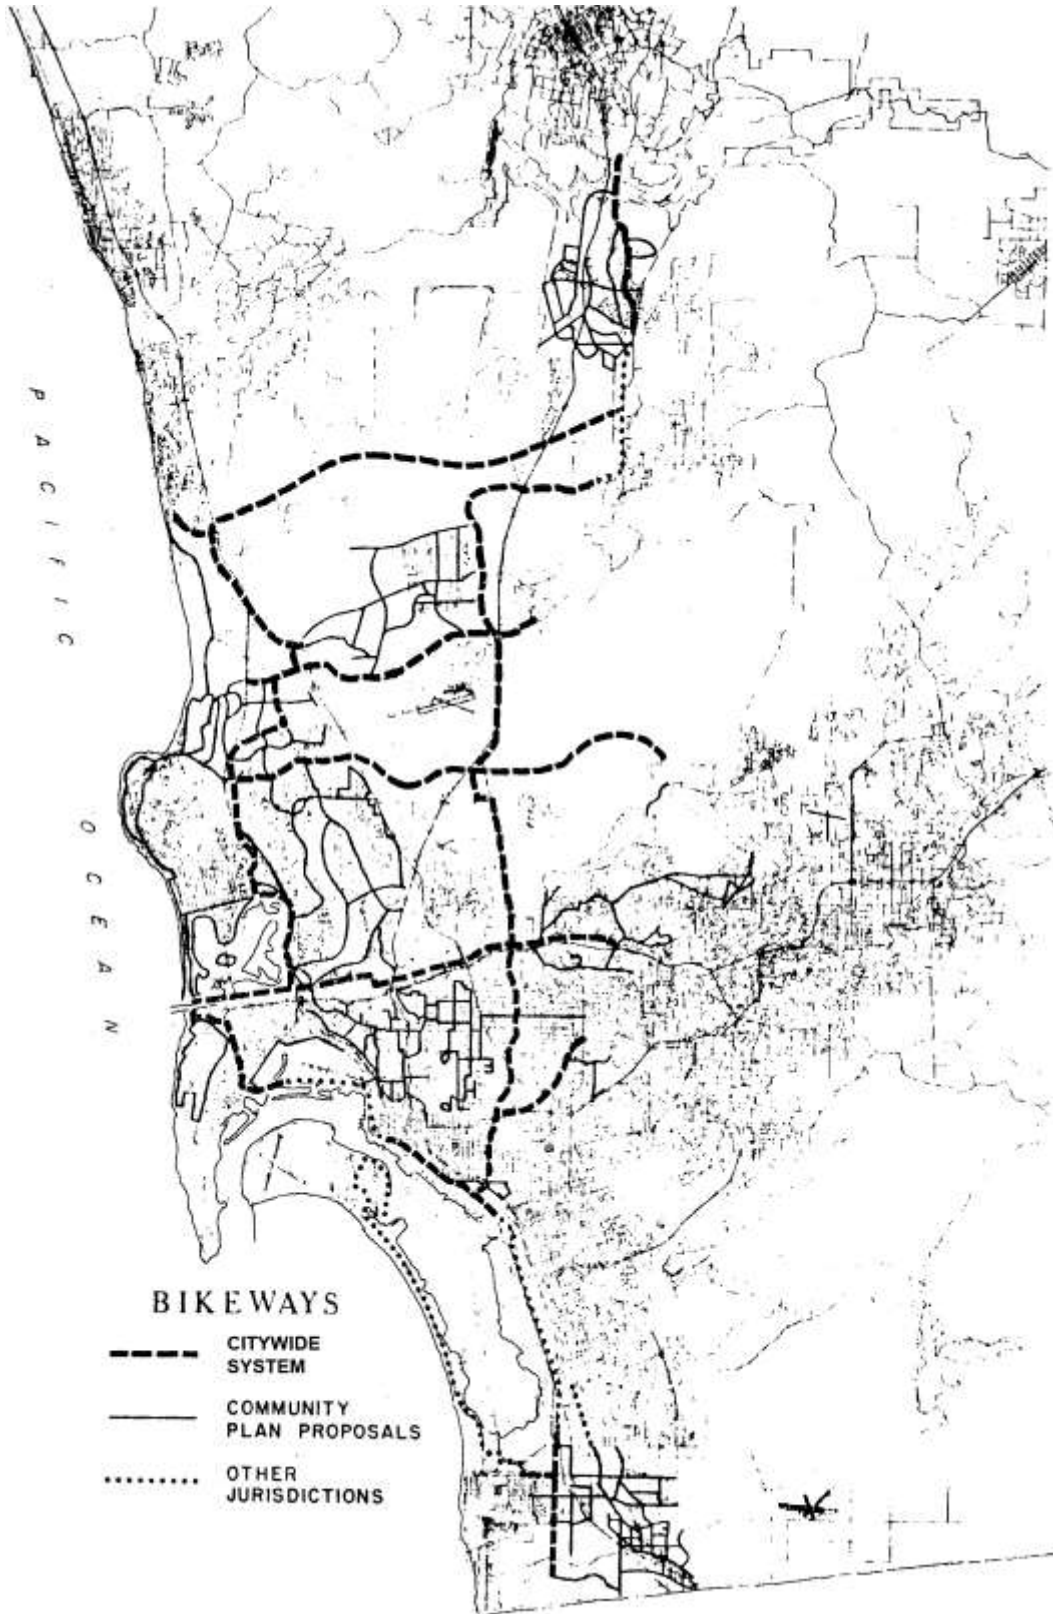 PACIFIC
OCEAN
BIKEWAYS
CITYWIDE
SYSTEM
COMMUNITY
PLAN PROPOSALS
OTHER
JURISDICTIONS